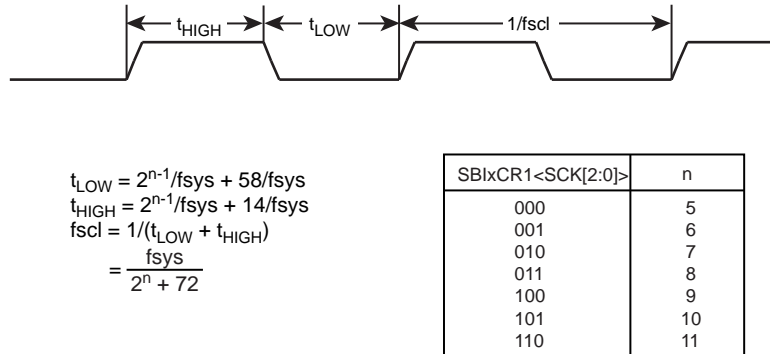 tHIGH tLOW 1/fscl
tLOW = 2n-1/fsys + 58/fsys
tHIGH = 2n-1/fsys + 14/fsys
fscl = 1/(tLOW + tHIGH)
= fsys
2n + 72
SBIxCR1<SCK[2:0]> n
000 5
001 6
010 7
011 8
100 9
101 10
110 11